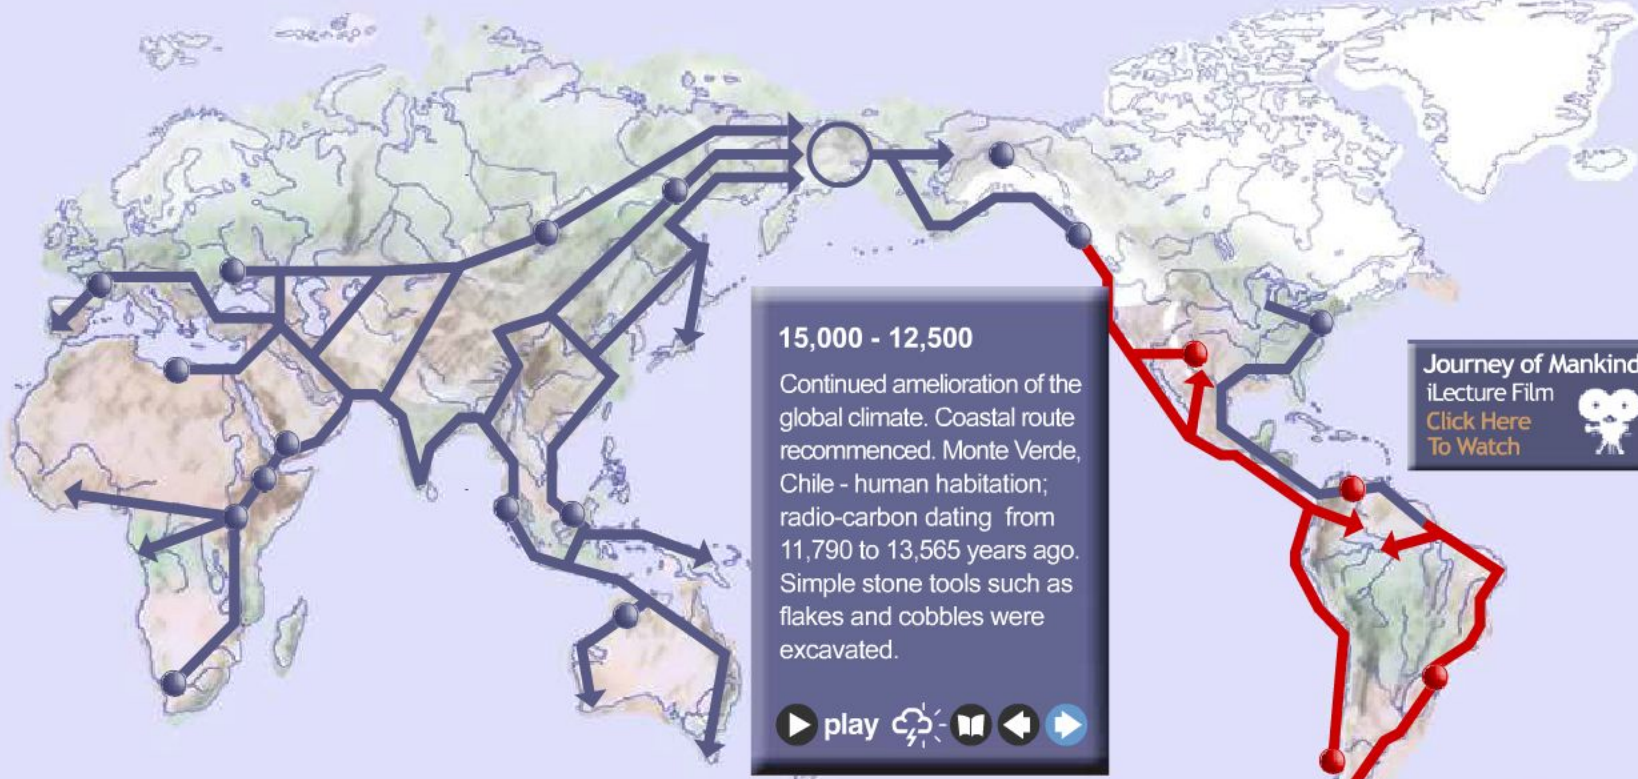 15,000 - 12,500
Continued amelioration of the
global climate. Coastal route
recommenced. Monte Verde,
Chile - human habitation;
radio-carbon dating from
11,790 to 13,565 years ago.
Simple stone tools such as
flakes and cobbles were
excavated.
play
Journey of Mankind
iLecture Film
Click Here
To Watch